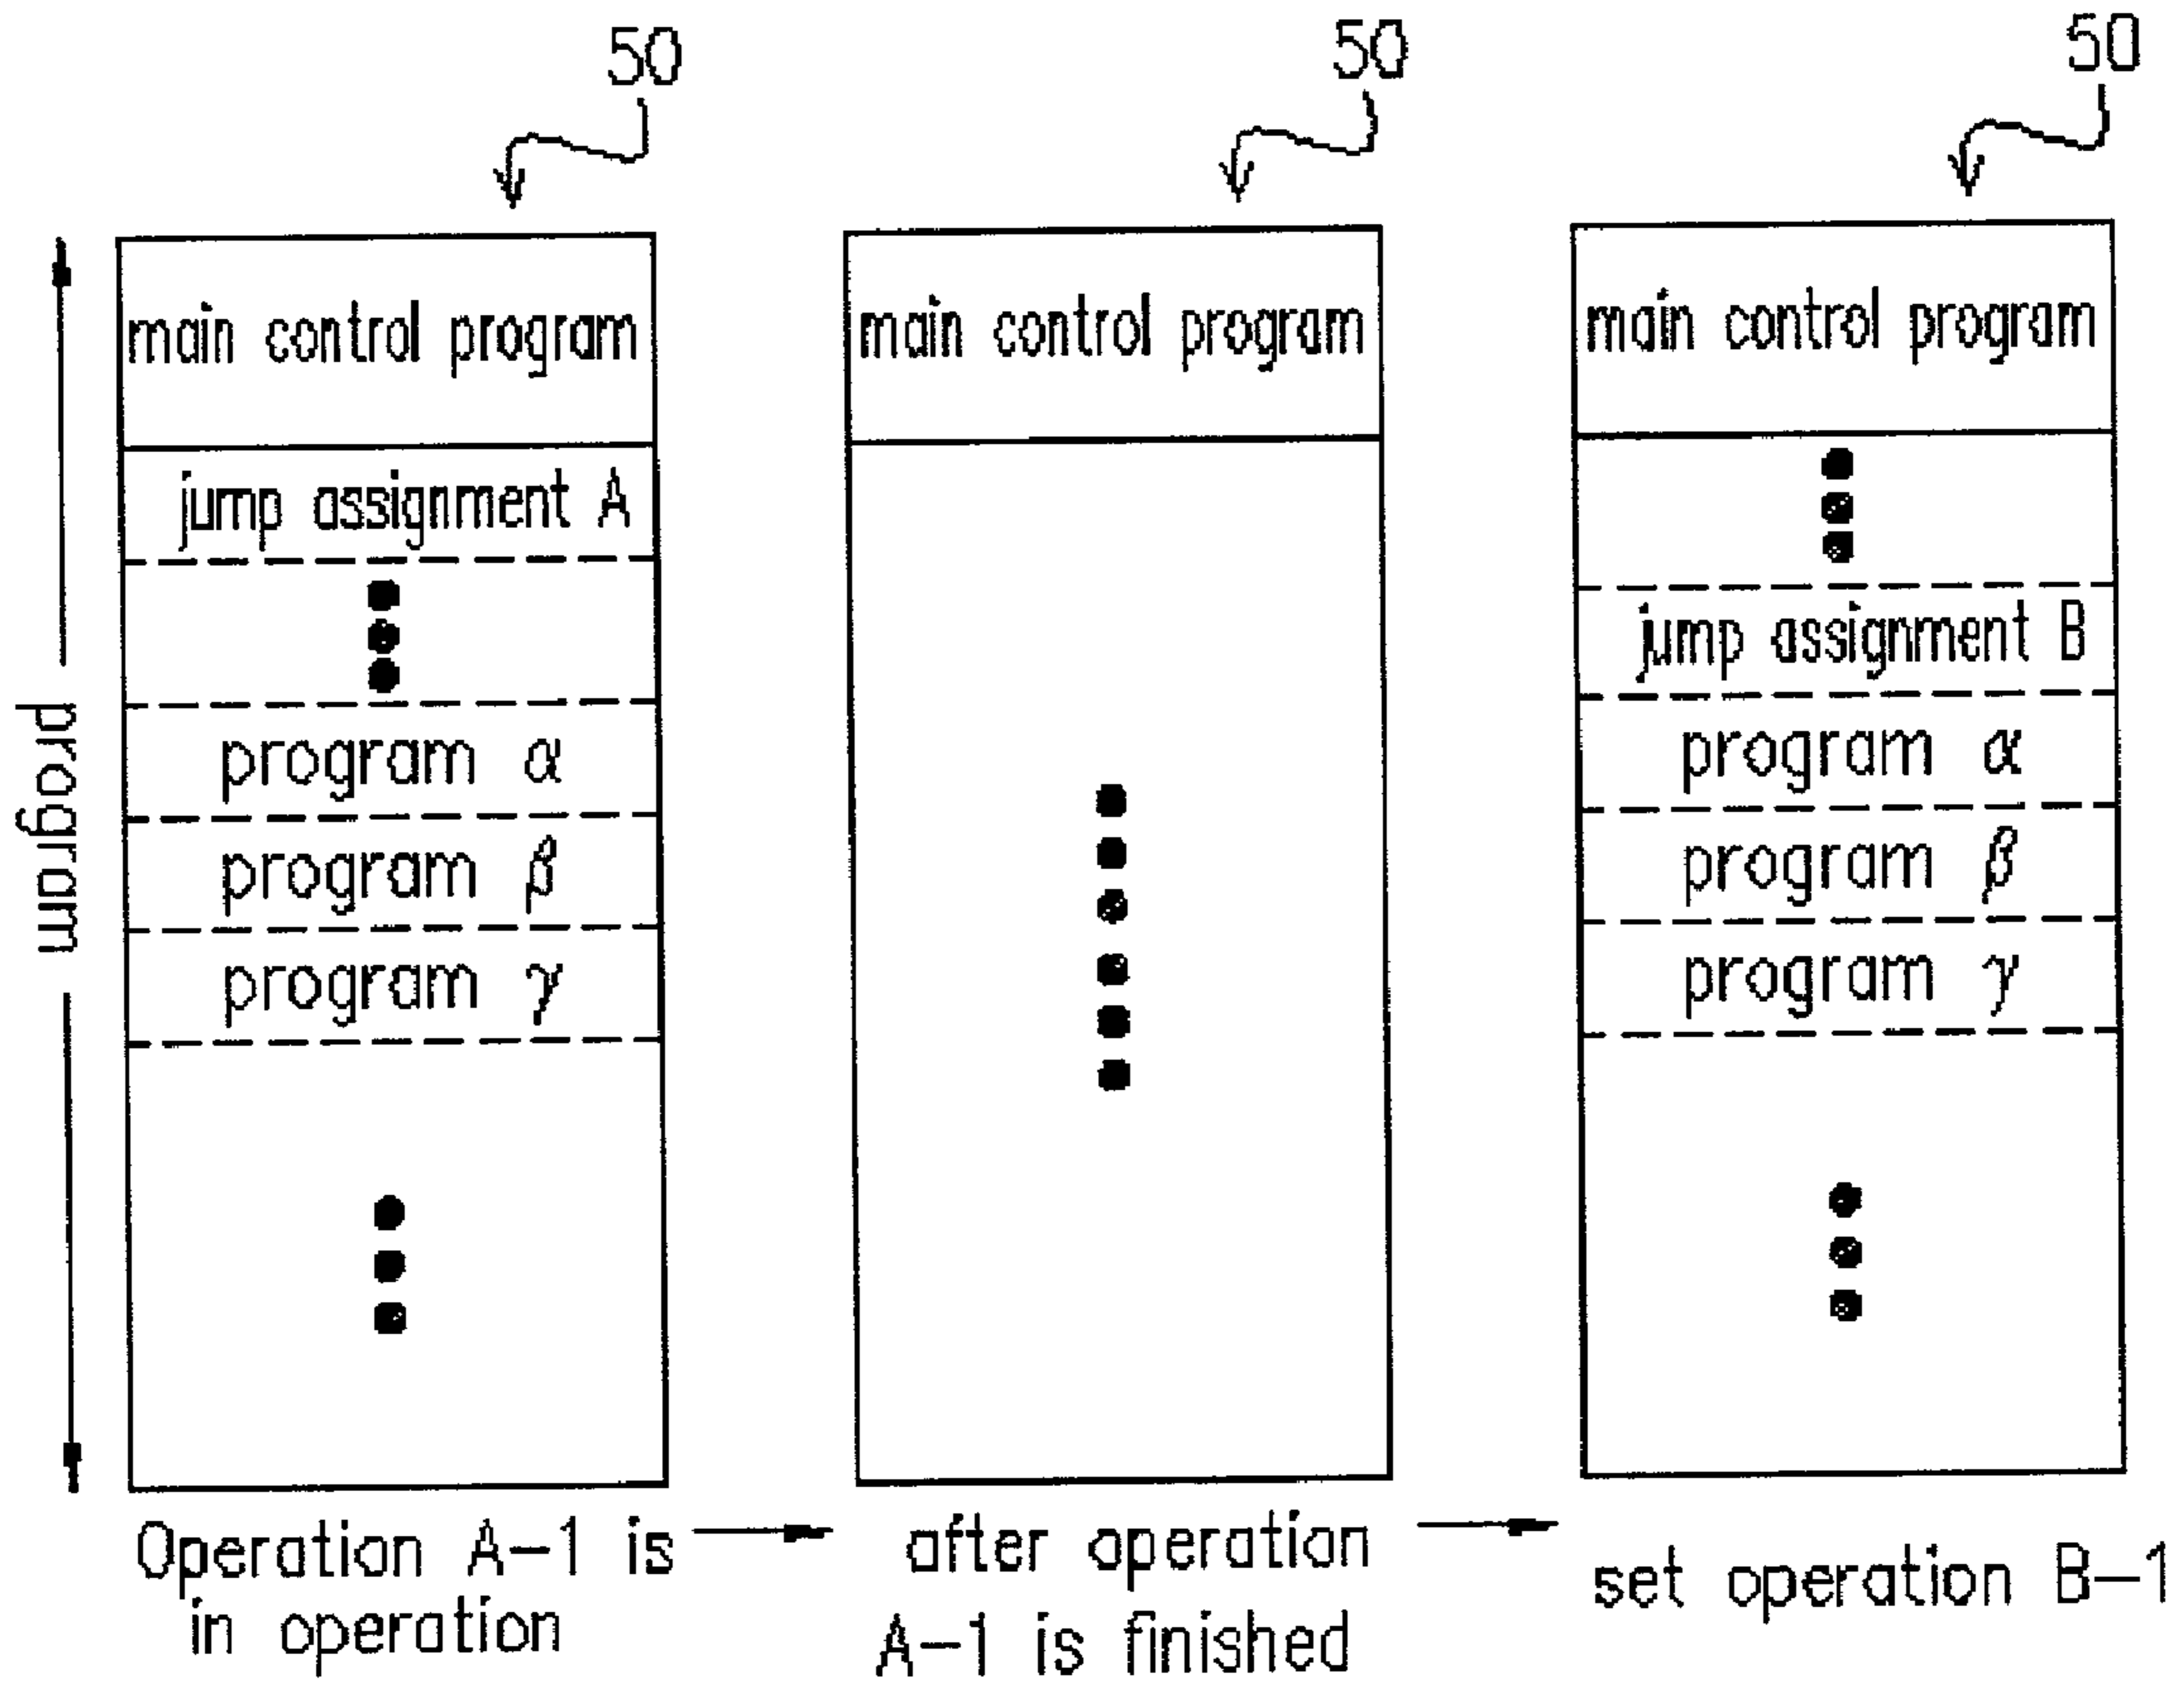 50
50
50
program
main control program
jump assignment A
program α
program β
program γ
Operation A-1 is
in operation
main control program
after operation
A-1 is finished
main control program
jump assignment B
program α
program β
program γ
set operation B-1